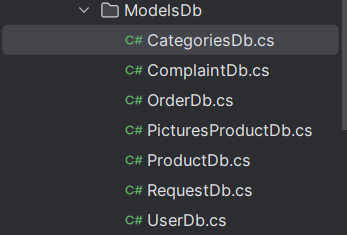 ModelsDb
C# CategoriesDb.cs
C# ComplaintDb.cs
C# OrderDb.cs
C# PicturesProductDb.cs
C# ProductDb.cs
C# RequestDb.cs
C# UserDb.cs